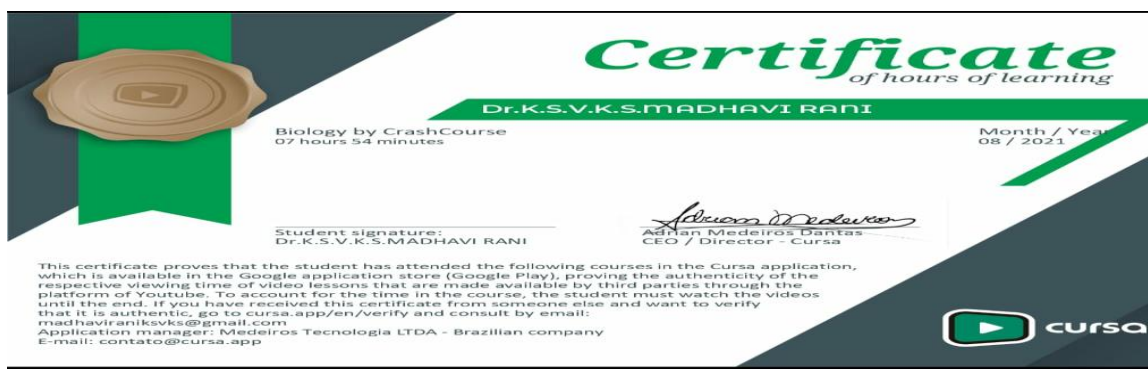 Certificate
of hours of learning
Dr.K.S.V.K.S.MADHAVI RANI
Biology by CrashCourse
07 hours 54 minutes
Month / Year
08 / 2021
Adrian Medeiros
Student signature:
Dr.K.S.V.K.S.MADHAVI RANI
Adrian Medeiros Dantas
CEO / Director - Cursa
This certificate proves that the student has attended the following courses in the Cursa application,
which is available in the Google application store (Google Play), proving the authenticity of the
respective viewing time of video lessons that are made available by third parties through the
platform of Youtube. To account for the time in the course, the student must watch the videos
until the end. If you have received this certificate from someone else and want to verify
that it is authentic, go to cursa.app/en/verify and consult by email:
madhaviraniksvks@gmail.com
Application manager: Medeiros Tecnologia LTDA - Brazilian company
E-mail: contato@cursa.app
cursa